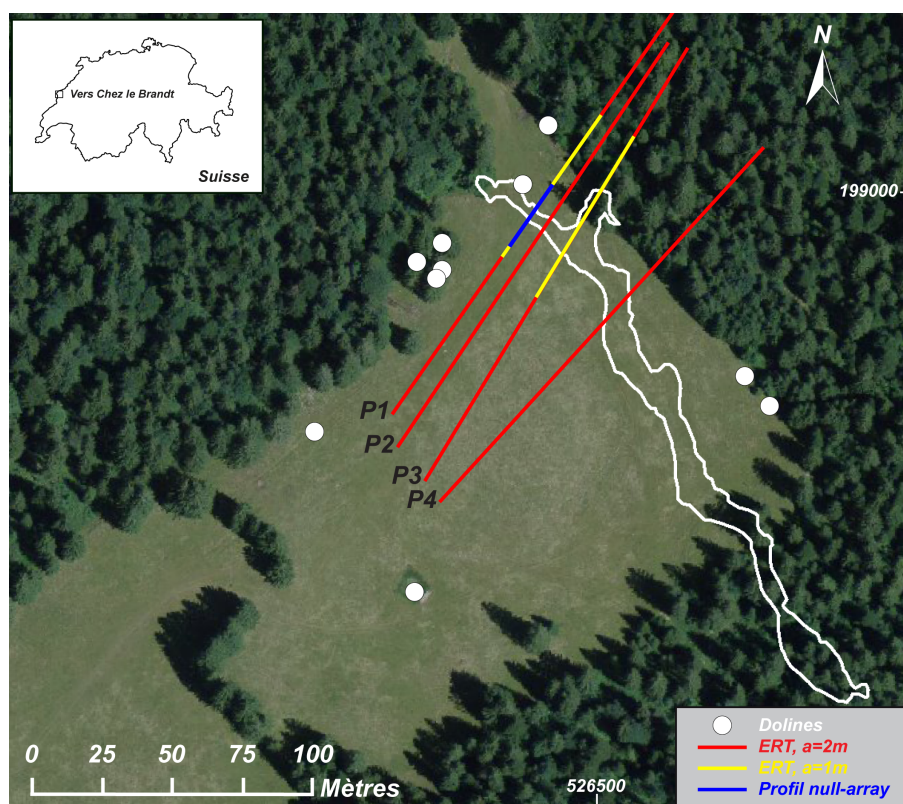 Vers Chez le Brandt
Suisse
N
199000
P1
P2
P3
P4
0 25 50 75 100
Mètres
526500
Dolines
ERT, a=2m
ERT, a=1m
Profil null-array